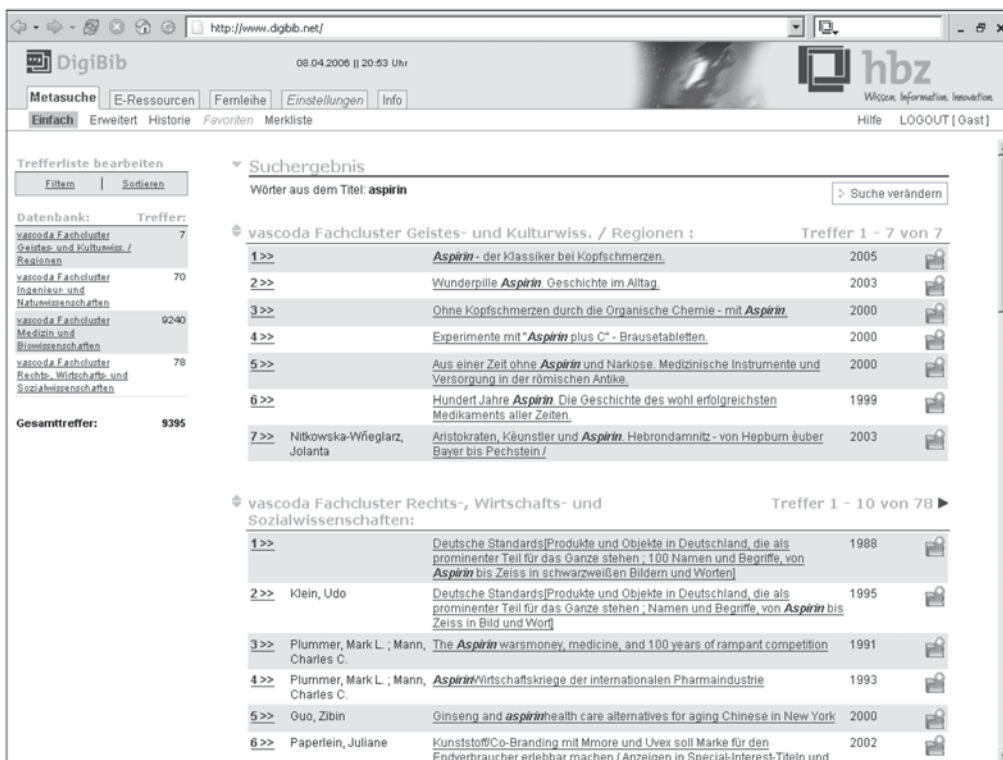 http://www.digbib.net/
DigiBib
08.04.2006 || 20:53 Uhr
hbz
Wissen. Information. Innovation.
Metasuche E-Ressourcen Fernleihe Einstellungen Info
Einfach Erweitert Historie Favoriten Merkliste Hilfe LOGOUT [ Gast ]
Trefferliste bearbeiten
Filtern | Sortieren
Datenbank: Treffer:
vascoda Fachcluster 7
Geistes- und Kulturwiss. /
Regionen
vascoda Fachcluster 70
Ingenieur- und
Naturwissenschaften
vascoda Fachcluster 9240
Medizin und
Biowissenschaften
vascoda Fachcluster 78
Rechts-, Wirtschafts- und
Sozialwissenschaften
Gesamttreffer: 9395
Suchergebnis
Wörter aus dem Titel: aspirin
Suche verändern
vascoda Fachcluster Geistes- und Kulturwiss. / Regionen : Treffer 1 - 7 von 7
1 >> Aspirin - der Klassiker bei Kopfschmerzen. 2005
2 >> Wunderpille Aspirin. Geschichte im Alltag. 2003
3 >> Ohne Kopfschmerzen durch die Organische Chemie - mit Aspirin. 2000
4 >> Experimente mit "Aspirin plus C" - Brausetabletten. 2000
5 >> Aus einer Zeit ohne Aspirin und Narkose. Medizinische Instrumente und 2000
Versorgung in der römischen Antike.
6 >> Hundert Jahre Aspirin. Die Geschichte des wohl erfolgreichsten 1999
Medikaments aller Zeiten.
7 >> Nitkowska-Wñeglarz, Aristokraten, Kèunstler und Aspirin. Hebrondamnitz - von Hepburn èuber 2003
Jolanta Bayer bis Pechstein /
vascoda Fachcluster Rechts-, Wirtschafts- und Treffer 1 - 10 von 78
Sozialwissenschaften:
1 >> Deutsche Standards[Produkte und Objekte in Deutschland, die als 1988
prominenter Teil für das Ganze stehen ; 100 Namen und Begriffe, von
Aspirin bis Zeiss in schwarzweißen Bildern und Worten]
2 >> Klein, Udo Deutsche Standards[Produkte und Objekte in Deutschland, die als 1995
prominenter Teil für das Ganze stehen ; Namen und Begriffe, von Aspirin bis
Zeiss in Bild und Wort]
3 >> Plummer, Mark L. ; Mann, The Aspirin warsmoney, medicine, and 100 years of rampant competition 1991
Charles C.
4 >> Plummer, Mark L. ; Mann, AspirinWirtschaftskriege der internationalen Pharmaindustrie 1993
Charles C.
5 >> Guo, Zibin Ginseng and aspirinhealth care alternatives for aging Chinese in New York 2000
6 >> Paperlein, Juliane Kunststoff/Co-Branding mit Mmore und Uvex soll Marke für den 2002
Endverbraucher erlebbar machen / Anzeigen in Special-Interest-Titeln und